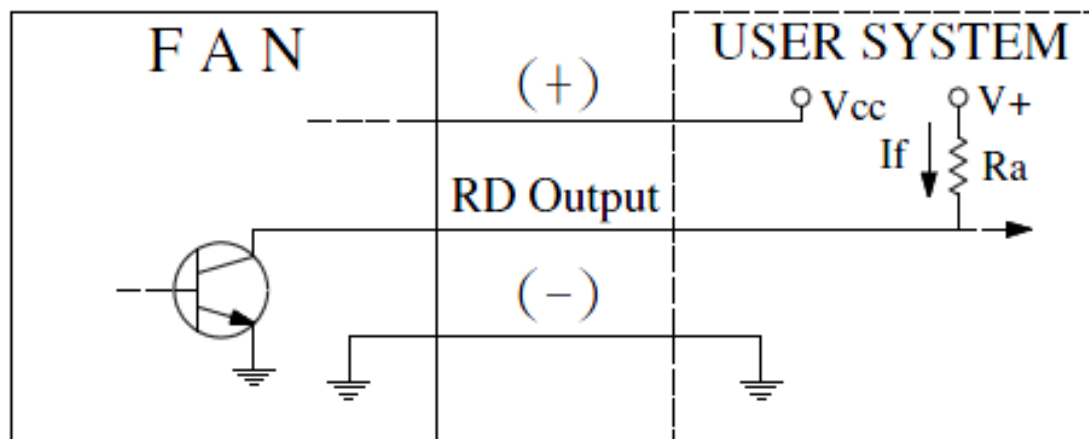 F A N
USER SYSTEM
(+)
Vcc
V+
If
Ra
RD Output
(-)